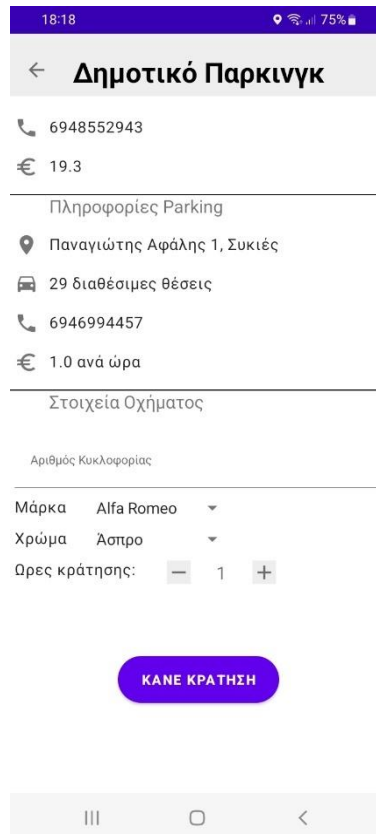 18:18 75%
Δημοτικό Παρκινγκ
6948552943
19.3
Πληροφορίες Parking
Παναγιώτης Αφάλης 1, Συκιές
29 διαθέσιμες θέσεις
6946994457
1.0 ανά ώρα
Στοιχεία Οχήματος
Αριθμός Κυκλοφορίας
Μάρκα Alfa Romeo
Χρώμα Άσπρο
Ωρες κράτησης: 1
ΚΑΝΕ ΚΡΑΤΗΣΗ